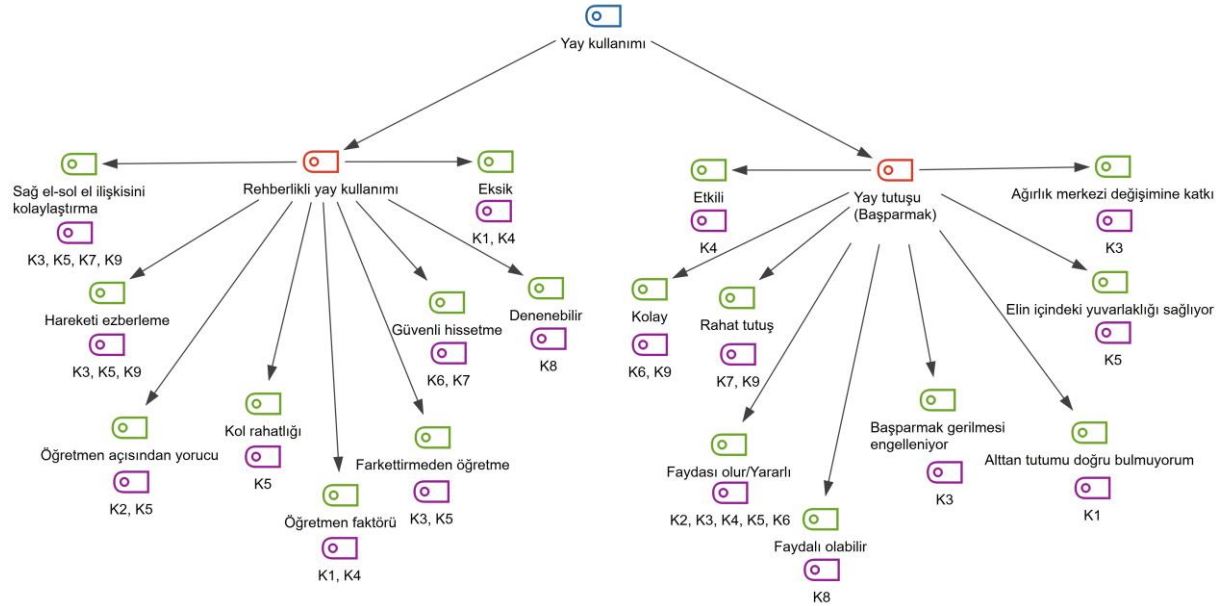 Yay kullanımı
Sağ el-sol el ilişkisini
kolaylaştırma
K3, K5, K7, K9
Rehberlikli yay kullanımı
Eksik
K1, K4
Etkili
K4
Yay tutuşu
(Başparmak)
Ağırlık merkezi değişimine katkı
K3
Hareketi ezberleme
K3, K5, K9
Güvenli hissetme
K6, K7
Denenebilir
K8
Kolay
K6, K9
Rahat tutuş
K7, K9
Elin içindeki yuvarlaklığı sağlıyor
K5
Öğretmen açısından yorucu
K2, K5
Kol rahatlığı
K5
Öğretmen faktörü
K1, K4
Farkettirmeden öğretme
K3, K5
Faydası olur/Yararlı
K2, K3, K4, K5, K6
Faydalı olabilir
K8
Başparmak gerilmesi
engelleniyor
K3
Alttan tutumu doğru bulmuyorum
K1